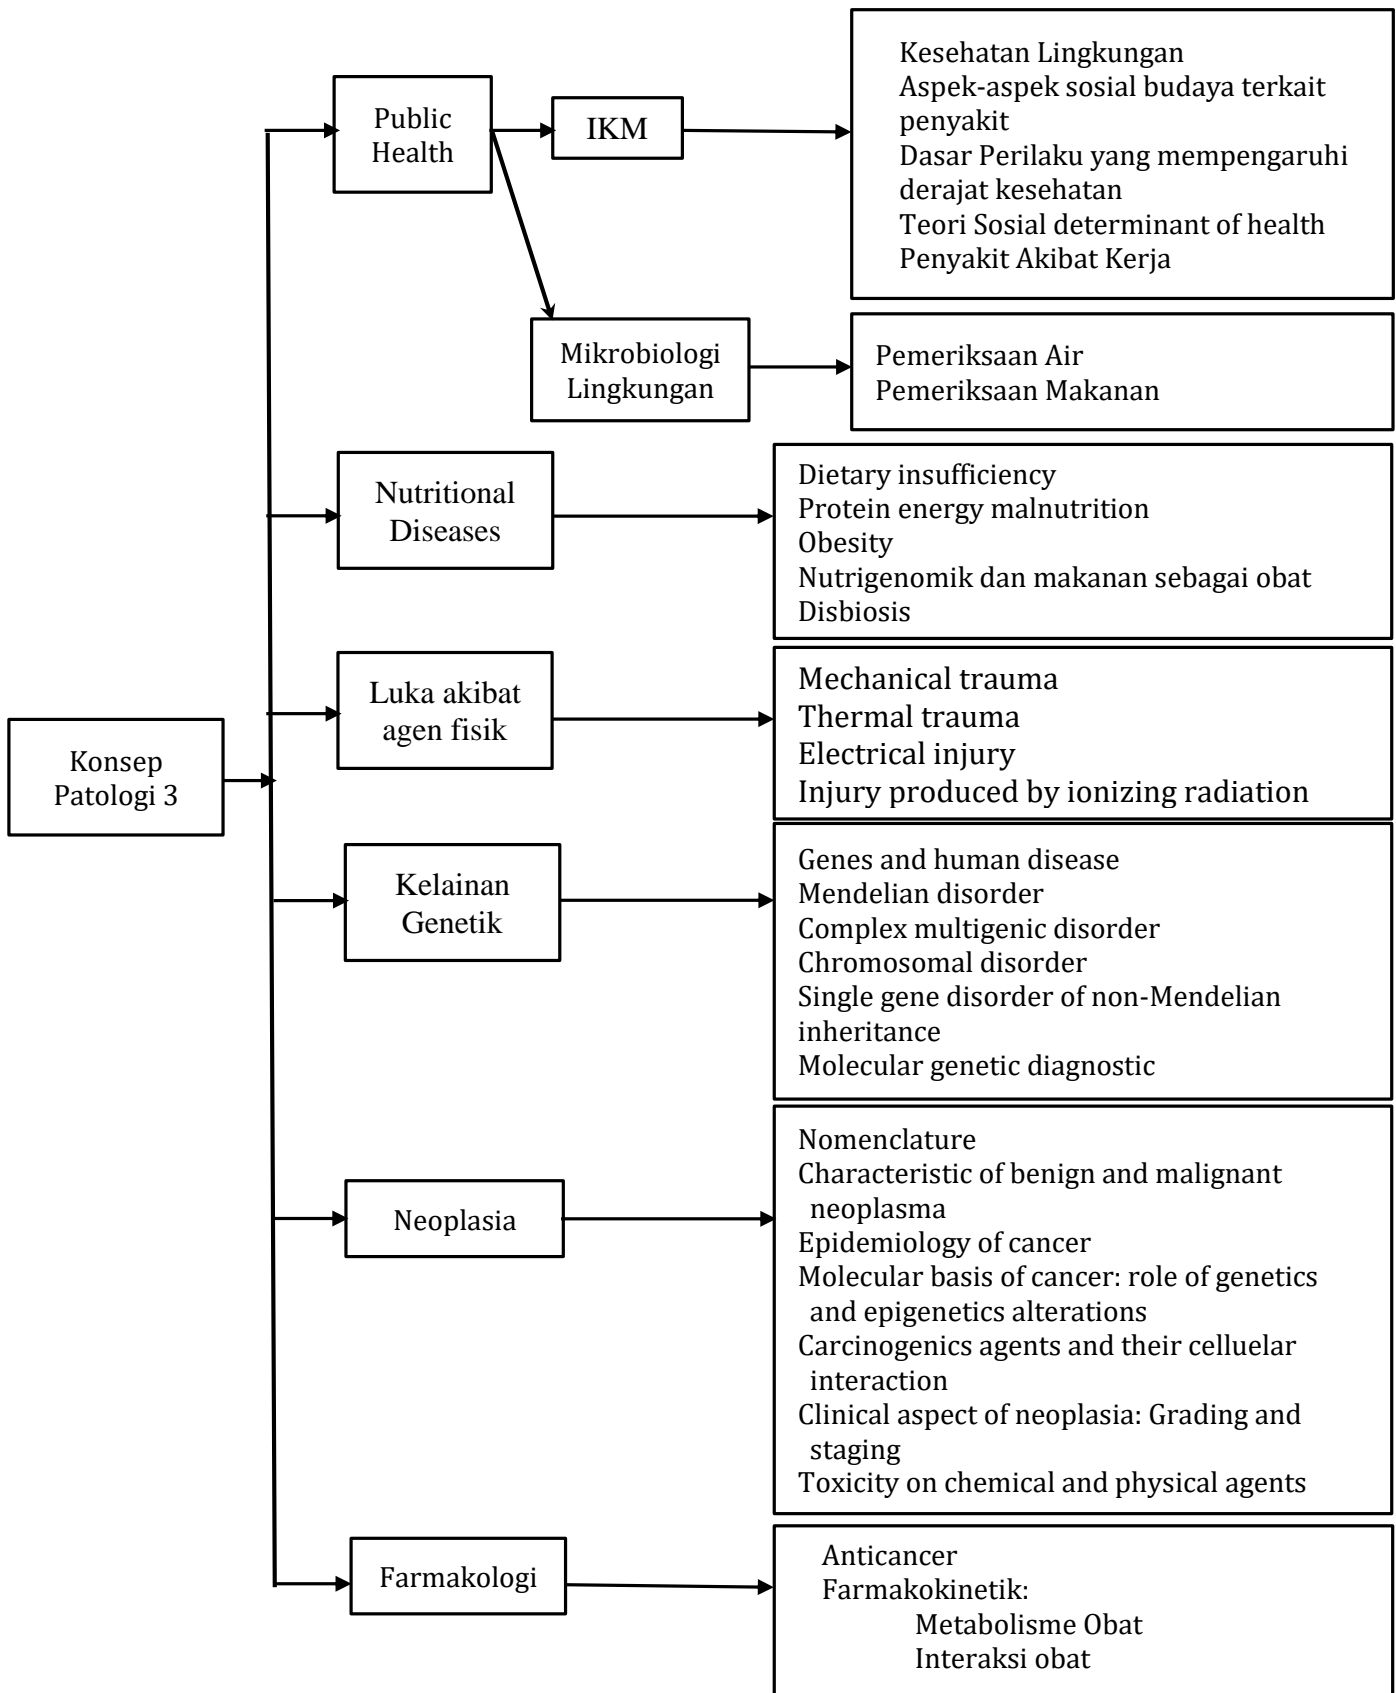 Konsep
Patologi 3
Public
Health
IKM
Kesehatan Lingkungan
Aspek-aspek sosial budaya terkait
penyakit
Dasar Perilaku yang mempengaruhi
derajat kesehatan
Teori Sosial determinant of health
Penyakit Akibat Kerja
Mikrobiologi
Lingkungan
Pemeriksaan Air
Pemeriksaan Makanan
Nutritional
Diseases
Dietary insufficiency
Protein energy malnutrition
Obesity
Nutrigenomik dan makanan sebagai obat
Disbiosis
Luka akibat
agen fisik
Mechanical trauma
Thermal trauma
Electrical injury
Injury produced by ionizing radiation
Kelainan
Genetik
Genes and human disease
Mendelian disorder
Complex multigenic disorder
Chromosomal disorder
Single gene disorder of non-Mendelian
inheritance
Molecular genetic diagnostic
Neoplasia
Nomenclature
Characteristic of benign and malignant
neoplasma
Epidemiology of cancer
Molecular basis of cancer: role of genetics
and epigenetics alterations
Carcinogenics agents and their celluelar
interaction
Clinical aspect of neoplasia: Grading and
staging
Toxicity on chemical and physical agents
Farmakologi
Anticancer
Farmakokinetik:
Metabolisme Obat
Interaksi obat